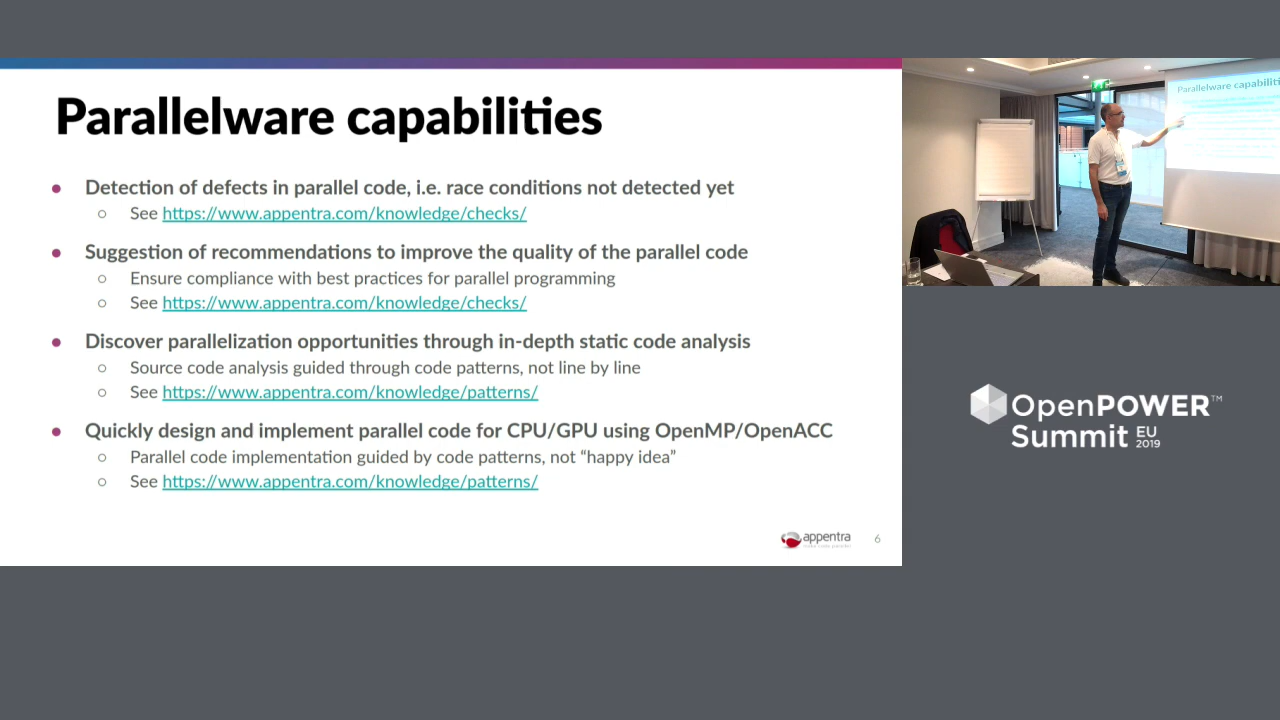 Parallelware capabilities
● Detection of defects in parallel code, i.e. race conditions not detected yet
○ See https://www.appentra.com/knowledge/checks/
● Suggestion of recommendations to improve the quality of the parallel code
○ Ensure compliance with best practices for parallel programming
○ See https://www.appentra.com/knowledge/checks/
● Discover parallelization opportunities through in-depth static code analysis
○ Source code analysis guided through code patterns, not line by line
○ See https://www.appentra.com/knowledge/patterns/
● Quickly design and implement parallel code for CPU/GPU using OpenMP/OpenACC
○ Parallel code implementation guided by code patterns, not “happy idea”
○ See https://www.appentra.com/knowledge/patterns/
appentra
6
Parallelware capabiliti
OpenPOWER™
Summit EU
2019